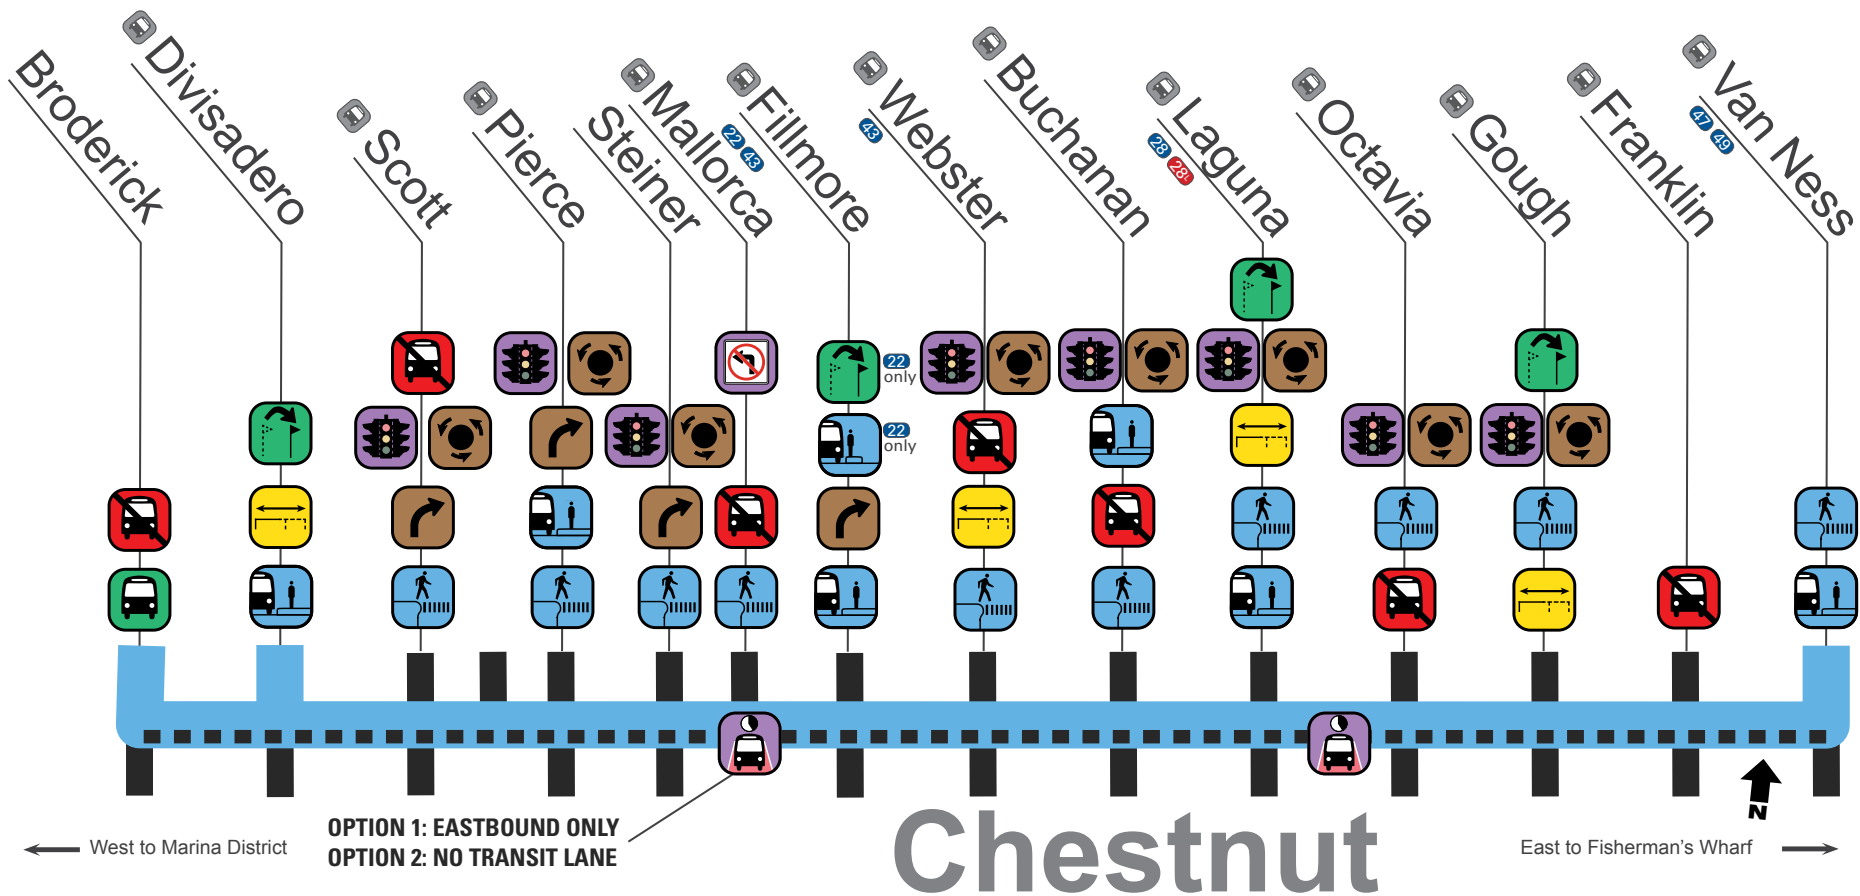 Broderick
Divisadero
Scott
Pierce
Steiner
Mallorca
22 43
Fillmore
Webster
43
Buchanan
Laguna
28 28L
Octavia
Gough
Franklin
Van Ness
47 49
22
only
22
only
OPTION 1: EASTBOUND ONLY
OPTION 2: NO TRANSIT LANE
West to Marina District
Chestnut
East to Fisherman's Wharf
N